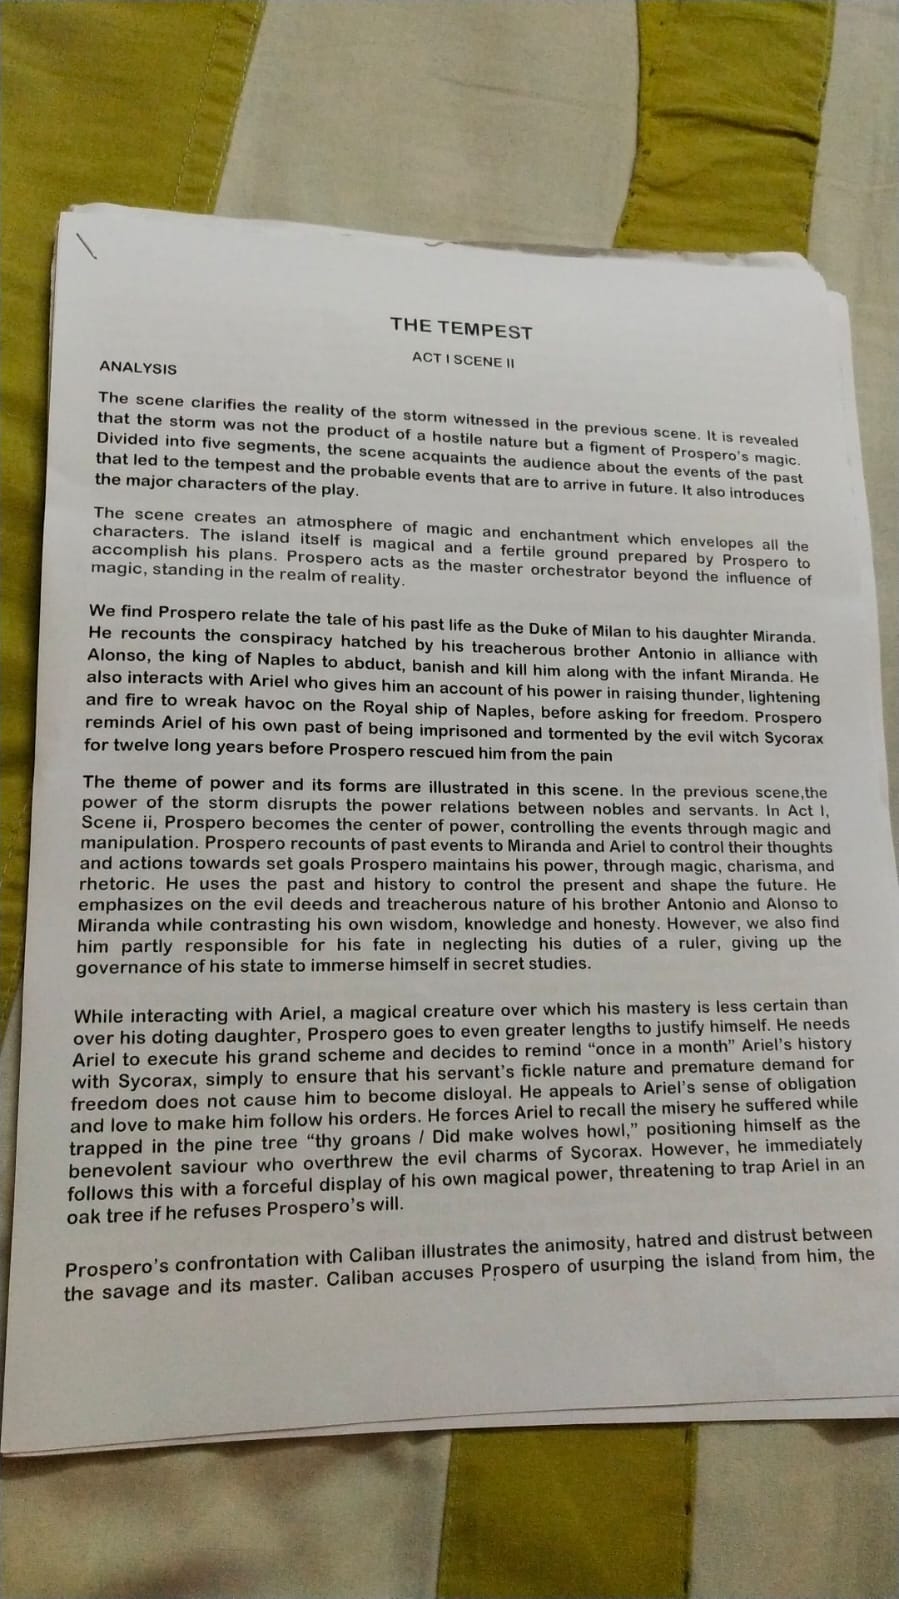 THE TEMPEST
ACT I SCENE II
ANALYSIS
The scene clarifies the reality of the storm witnessed in the previous scene. It is revealed
that the storm was not the product of a hostile nature but a figment of Prospero's magic.
Divided into five segments, the scene acquaints the audience about the events of the past
that led to the tempest and the probable events that are to arrive in future. It also introduces
the major characters of the play.
The scene creates an atmosphere of magic and enchantment which envelopes all the
characters. The island itself is magical and a fertile ground prepared by Prospero to
accomplish his plans. Prospero acts as the master orchestrator beyond the influence of
magic, standing in the realm of reality.
We find Prospero relate the tale of his past life as the Duke of Milan to his daughter Miranda.
He recounts the conspiracy hatched by his treacherous brother Antonio in alliance with
Alonso, the king of Naples to abduct, banish and kill him along with the infant Miranda. He
also interacts with Ariel who gives him an account of his power in raising thunder, lightening
and fire to wreak havoc on the Royal ship of Naples, before asking for freedom. Prospero
reminds Ariel of his own past of being imprisoned and tormented by the evil witch Sycorax
for twelve long years before Prospero rescued him from the pain
The theme of power and its forms are illustrated in this scene. In the previous scene,the
power of the storm disrupts the power relations between nobles and servants. In Act I,
Scene ii, Prospero becomes the center of power, controlling the events through magic and
manipulation. Prospero recounts of past events to Miranda and Ariel to control their thoughts
and actions towards set goals Prospero maintains his power, through magic, charisma, and
rhetoric. He uses the past and history to control the present and shape the future. He
emphasizes on the evil deeds and treacherous nature of his brother Antonio and Alonso to
Miranda while contrasting his own wisdom, knowledge and honesty. However, we also find
him partly responsible for his fate in neglecting his duties of a ruler, giving up the
governance of his state to immerse himself in secret studies.
While interacting with Ariel, a magical creature over which his mastery is less certain than
over his doting daughter, Prospero goes to even greater lengths to justify himself. He needs
Ariel to execute his grand scheme and decides to remind “once in a month” Ariel's history
with Sycorax, simply to ensure that his servant's fickle nature and premature demand for
freedom does not cause him to become disloyal. He appeals to Ariel's sense of obligation
and love to make him follow his orders. He forces Ariel to recall the misery he suffered while
trapped in the pine tree “thy groans / Did make wolves howl,” positioning himself as the
benevolent saviour who overthrew the evil charms of Sycorax. However, he immediately
follows this with a forceful display of his own magical power, threatening to trap Ariel in an
oak tree if he refuses Prospero's will.
Prospero's confrontation with Caliban illustrates the animosity, hatred and distrust between
the savage and its master. Caliban accuses Prospero of usurping the island from him, the